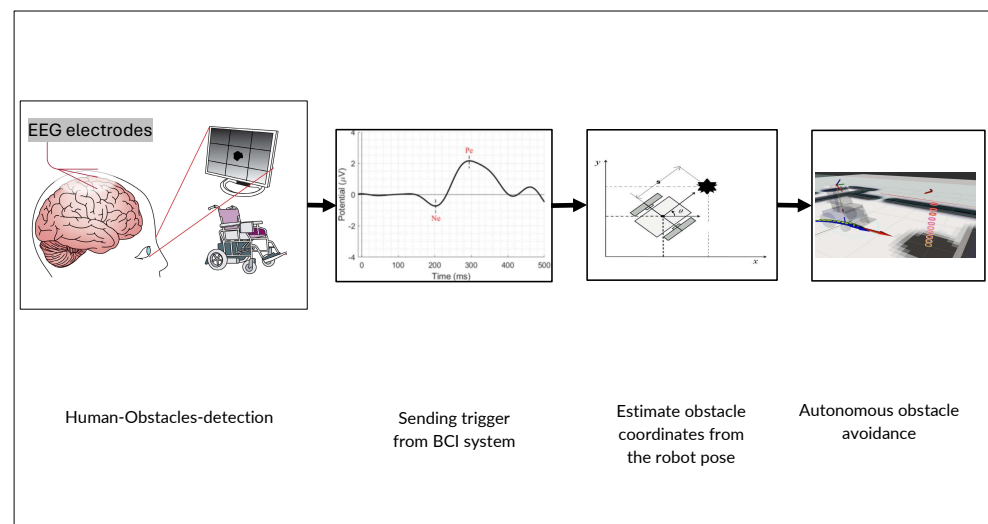 EEG electrodes
Potential (μV)
4
2
0
-2
-4
Pe
Ne
0
100
200
300
400
500
Time (ms)
y
s
θ
x
Human-Obstacles-detection
Sending trigger
from BCI system
Estimate obstacle
coordinates from
the robot pose
Autonomous obstacle
avoidance